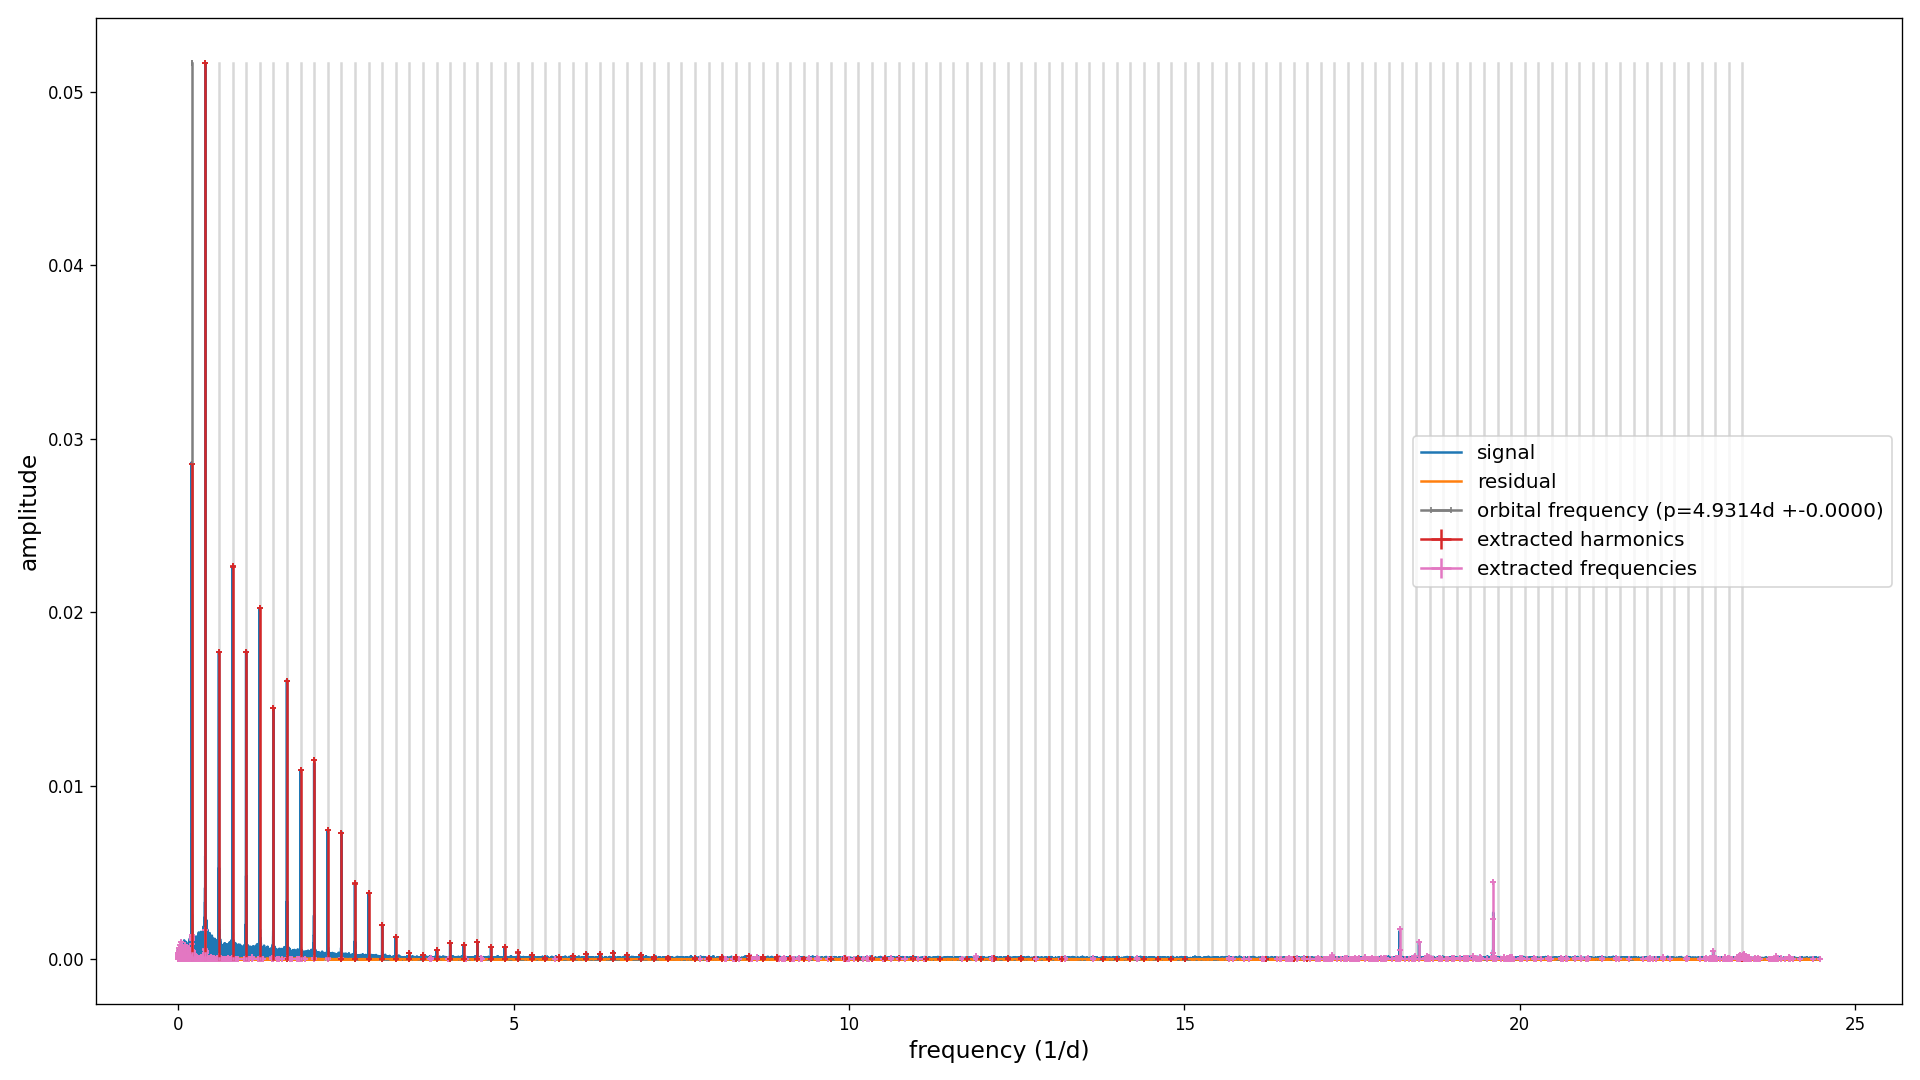 0.05
0.04
0.03
0.02
0.01
0.00
amplitude
signal
residual
orbital frequency (p=4.9314d +-0.0000)
extracted harmonics
extracted frequencies
0
5
10
15
20
25
frequency (1/d)